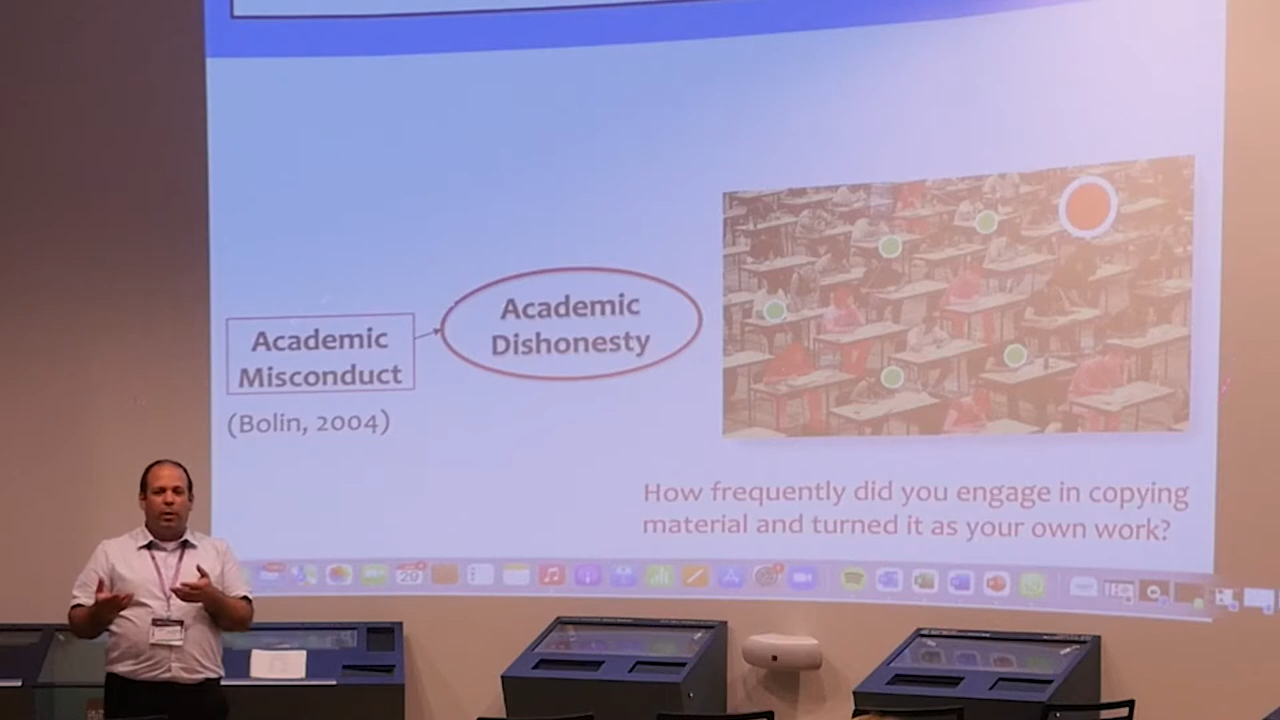 Academic
Misconduct
(Bolin, 2004)
Academic
Dishonesty
How frequently did you engage in copying
material and turned it as your own work?
20